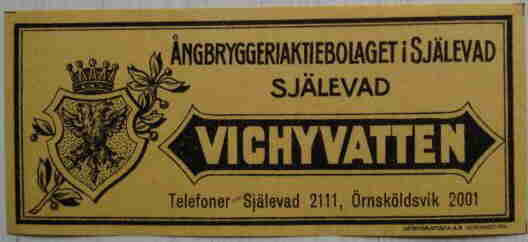 ÅNGBRYGGERIAKTIEBOLAGET i SJÄLEVAD
SJÄLEVAD
VICHYVATTEN
Telefoner Själevad 2111, Örnsköldsvik 2001